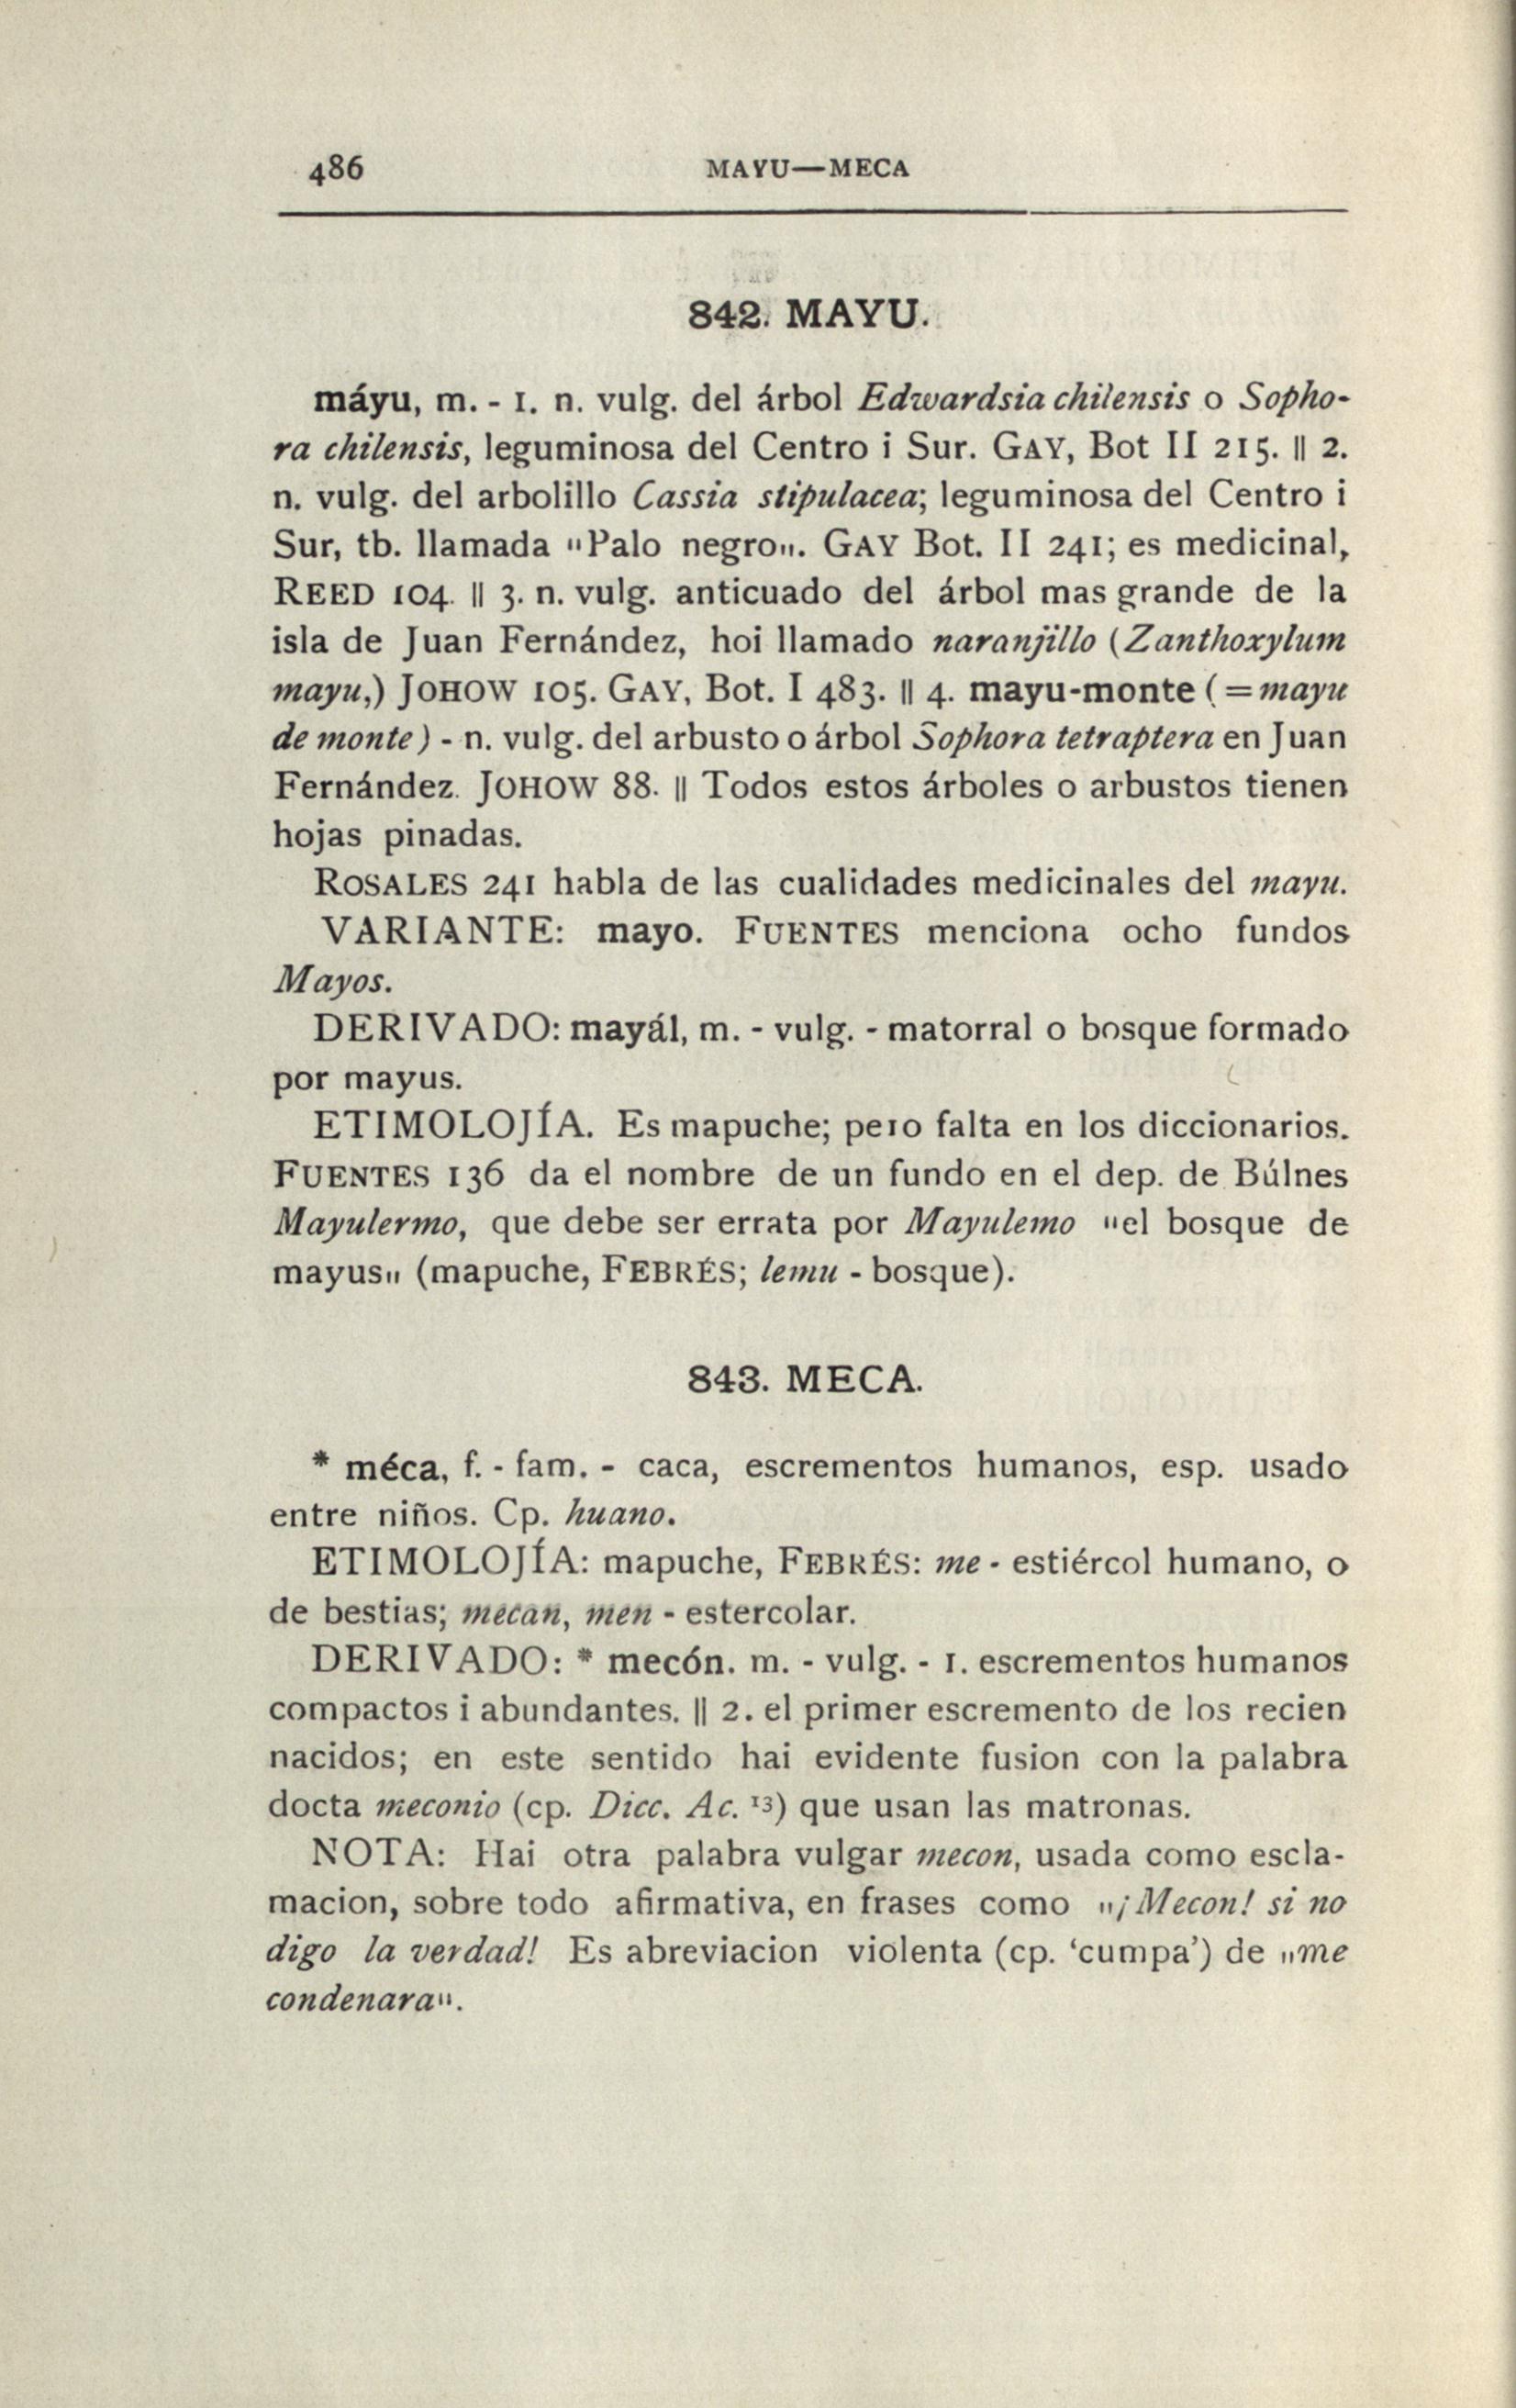 486
MAYU—MECA
842. MAYU.
máyu, m. - 1. n. vulg. del árbol Edwardsia chilensis o Sopho-
ra chilensis, leguminosa del Centro i Sur. GAY, Bot II 215. || 2.
n. vulg. del arbolillo Cassia stipulacea; leguminosa del Centro i
Sur, tb. llamada "Palo negro„. GAY Bot. II 241; es medicinal,
REED 104. || 3. n. vulg. anticuado del árbol mas grande de la
isla de Juan Fernández, hoi llamado naranjillo (Zanthoxylum
mayu,) JOHOW 105. GAY, Bot. I 483. || 4. mayu-monte (=mayu
de monte) - n. vulg. del arbusto o árbol Sophora tetraptera en Juan
Fernández. JOHOW 88. || Todos estos árboles o arbustos tienen
hojas pinadas.
ROSALES 241 habla de las cualidades medicinales del mayu.
VARIANTE: mayo. FUENTES menciona ocho fundos
Mayos.
DERIVADO: mayál, m. - vulg. - matorral o bosque formado
por mayus.
ETIMOLOJÍA. Es mapuche; pero falta en los diccionarios.
FUENTES 136 da el nombre de un fundo en el dep. de Búlnes
Mayulermo, que debe ser errata por Mayulemo "el bosque de
mayus„ (mapuche, FEBRÉS; lemu - bosque).
843. MECA.
* méca, f. - fam. - caca, escrementos humanos, esp. usado
entre niños. Cp. huano.
ETIMOLOJÍA: mapuche, FEBRÉS: me - estiércol humano, o
de bestias; mecan, men - estercolar.
DERIVADO: * mecón. m. - vulg. - 1. escrementos humanos
compactos i abundantes. || 2. el primer escremento de los recien
nacidos; en este sentido hai evidente fusion con la palabra
docta meconio (cp. Dicc. Ac. ¹³) que usan las matronas.
NOTA: Hai otra palabra vulgar mecon, usada como escla-
macion, sobre todo afirmativa, en frases como „¡Mecon! si no
digo la verdad! Es abreviacion violenta (cp. ‘cumpa’) de „me
condenara".